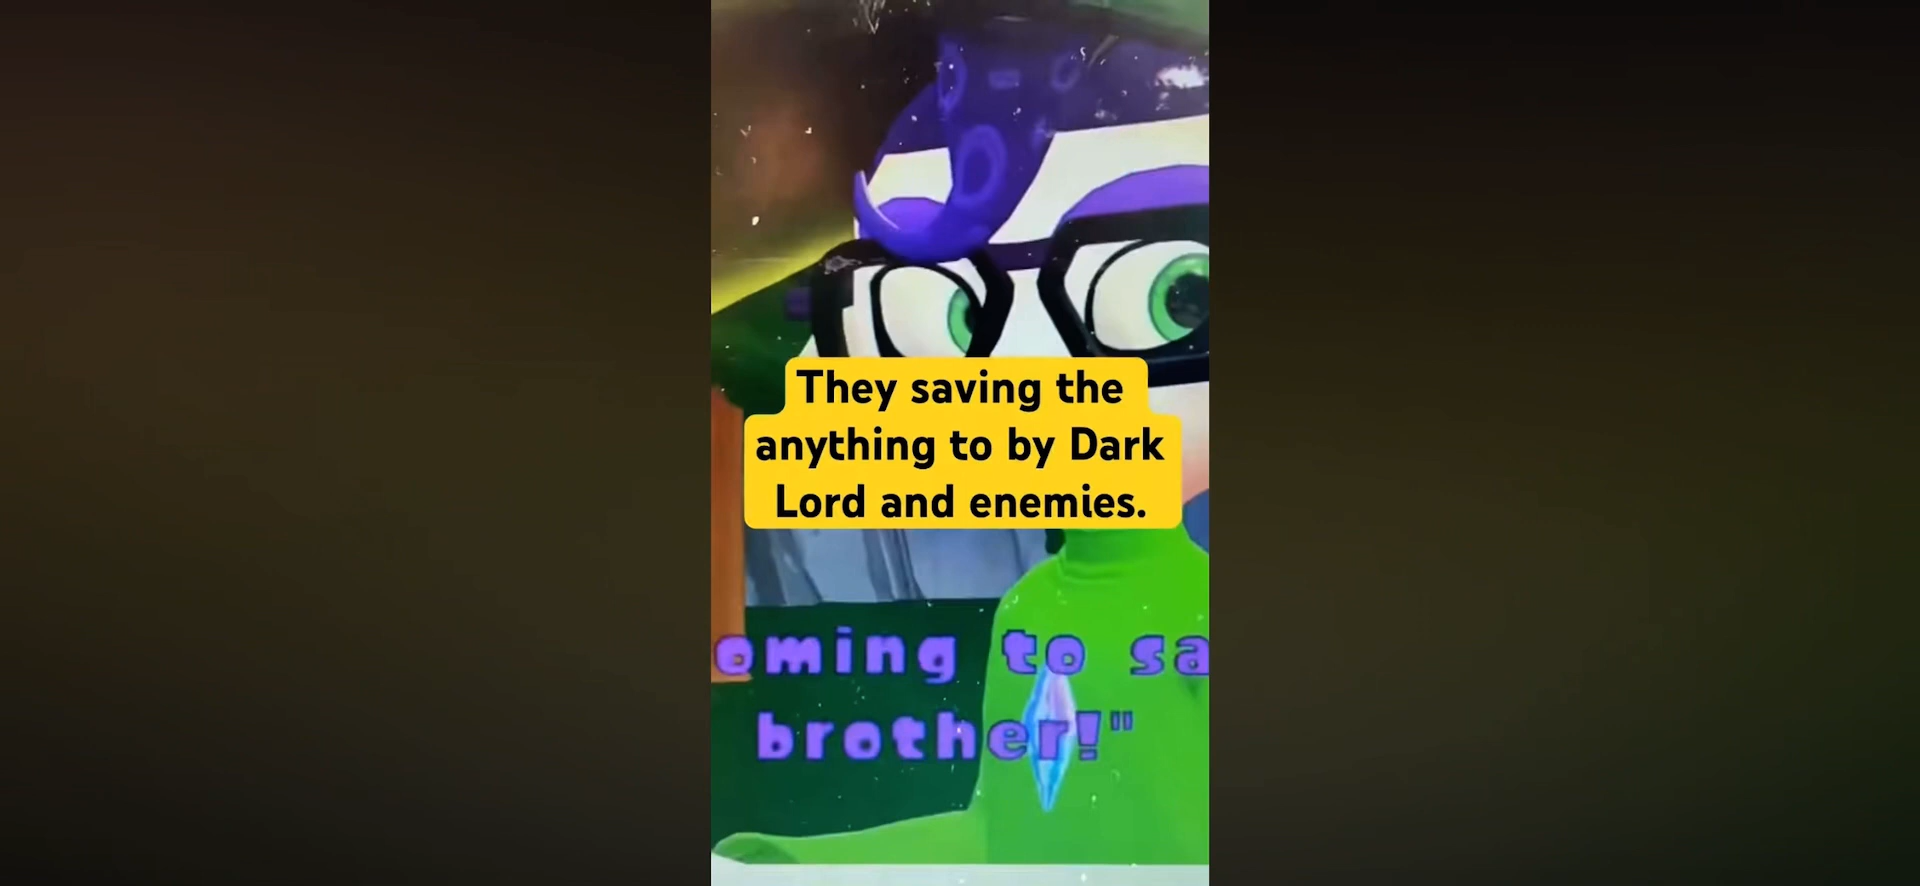 They saving the
anything to by Dark
Lord and enemies.
oming to sa
brother!"